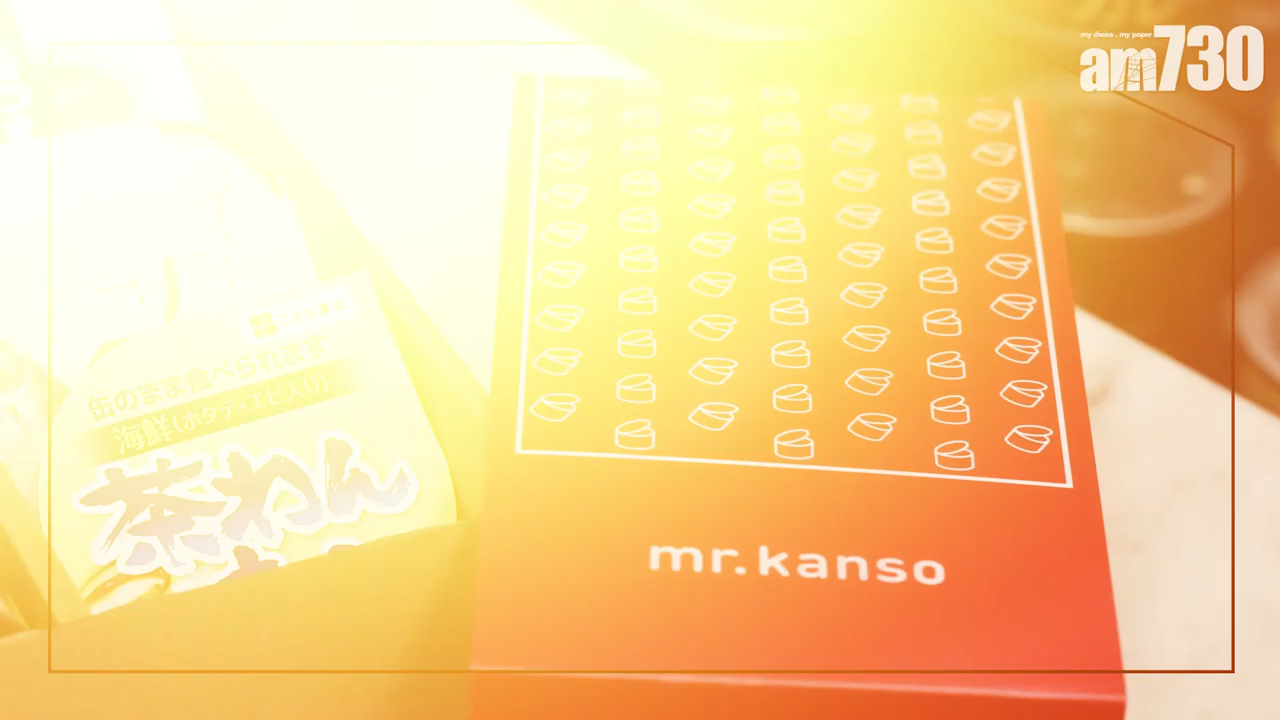 my choice . my paper
am730
缶のまま食べられます
海鮮(ホタテ・エビ入り)
茶わん
mr.kanso